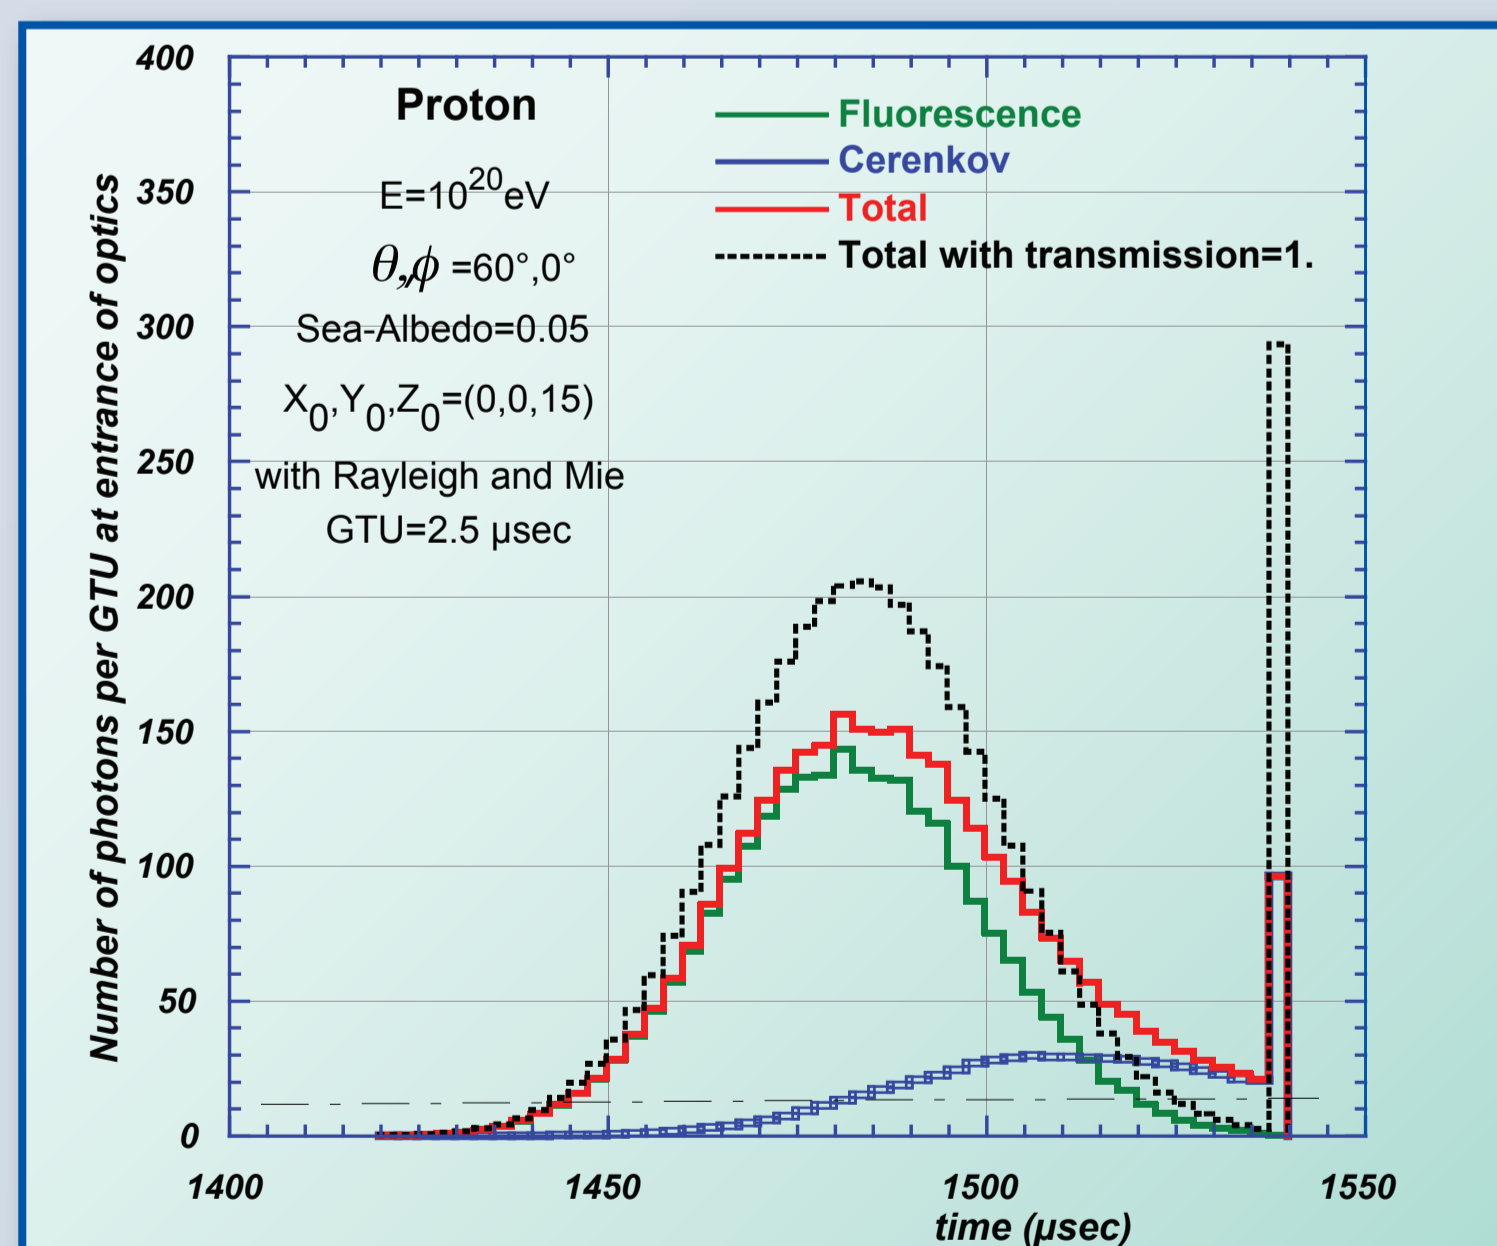 400
350
300
250
200
150
100
50
0
Number of photons per GTU at entrance of optics
Proton
E=10²⁰eV
θ,φ =60°,0°
Sea-Albedo=0.05
X₀,Y₀,Z₀=(0,0,15)
with Rayleigh and Mie
GTU=2.5 µsec
Fluorescence
Cerenkov
Total
Total with transmission=1.
1400 1450 1500 1550
time (µsec)